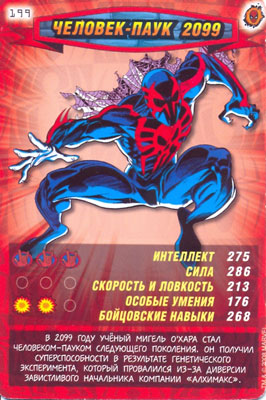 199
ЧЕЛОВЕК-ПАУК 2099
ИНТЕЛЛЕКТ 275
СИЛА 286
СКОРОСТЬ И ЛОВКОСТЬ 213
ОСОБЫЕ УМЕНИЯ 176
БОЙЦОВСКИЕ НАВЫКИ 268
В 2099 ГОДУ УЧЁНЫЙ МИГЕЛЬ О'ХАРА СТАЛ
ЧЕЛОВЕКОМ-ПАУКОМ СЛЕДУЮЩЕГО ПОКОЛЕНИЯ. ОН ПОЛУЧИЛ
СУПЕРСПОСОБНОСТИ В РЕЗУЛЬТАТЕ ГЕНЕТИЧЕСКОГО
ЭКСПЕРИМЕНТА, КОТОРЫЙ ПРОВАЛИЛСЯ ИЗ-ЗА ДИВЕРСИИ
ЗАВИСТЛИВОГО НАЧАЛЬНИКА КОМПАНИИ «АЛХИМАКС».